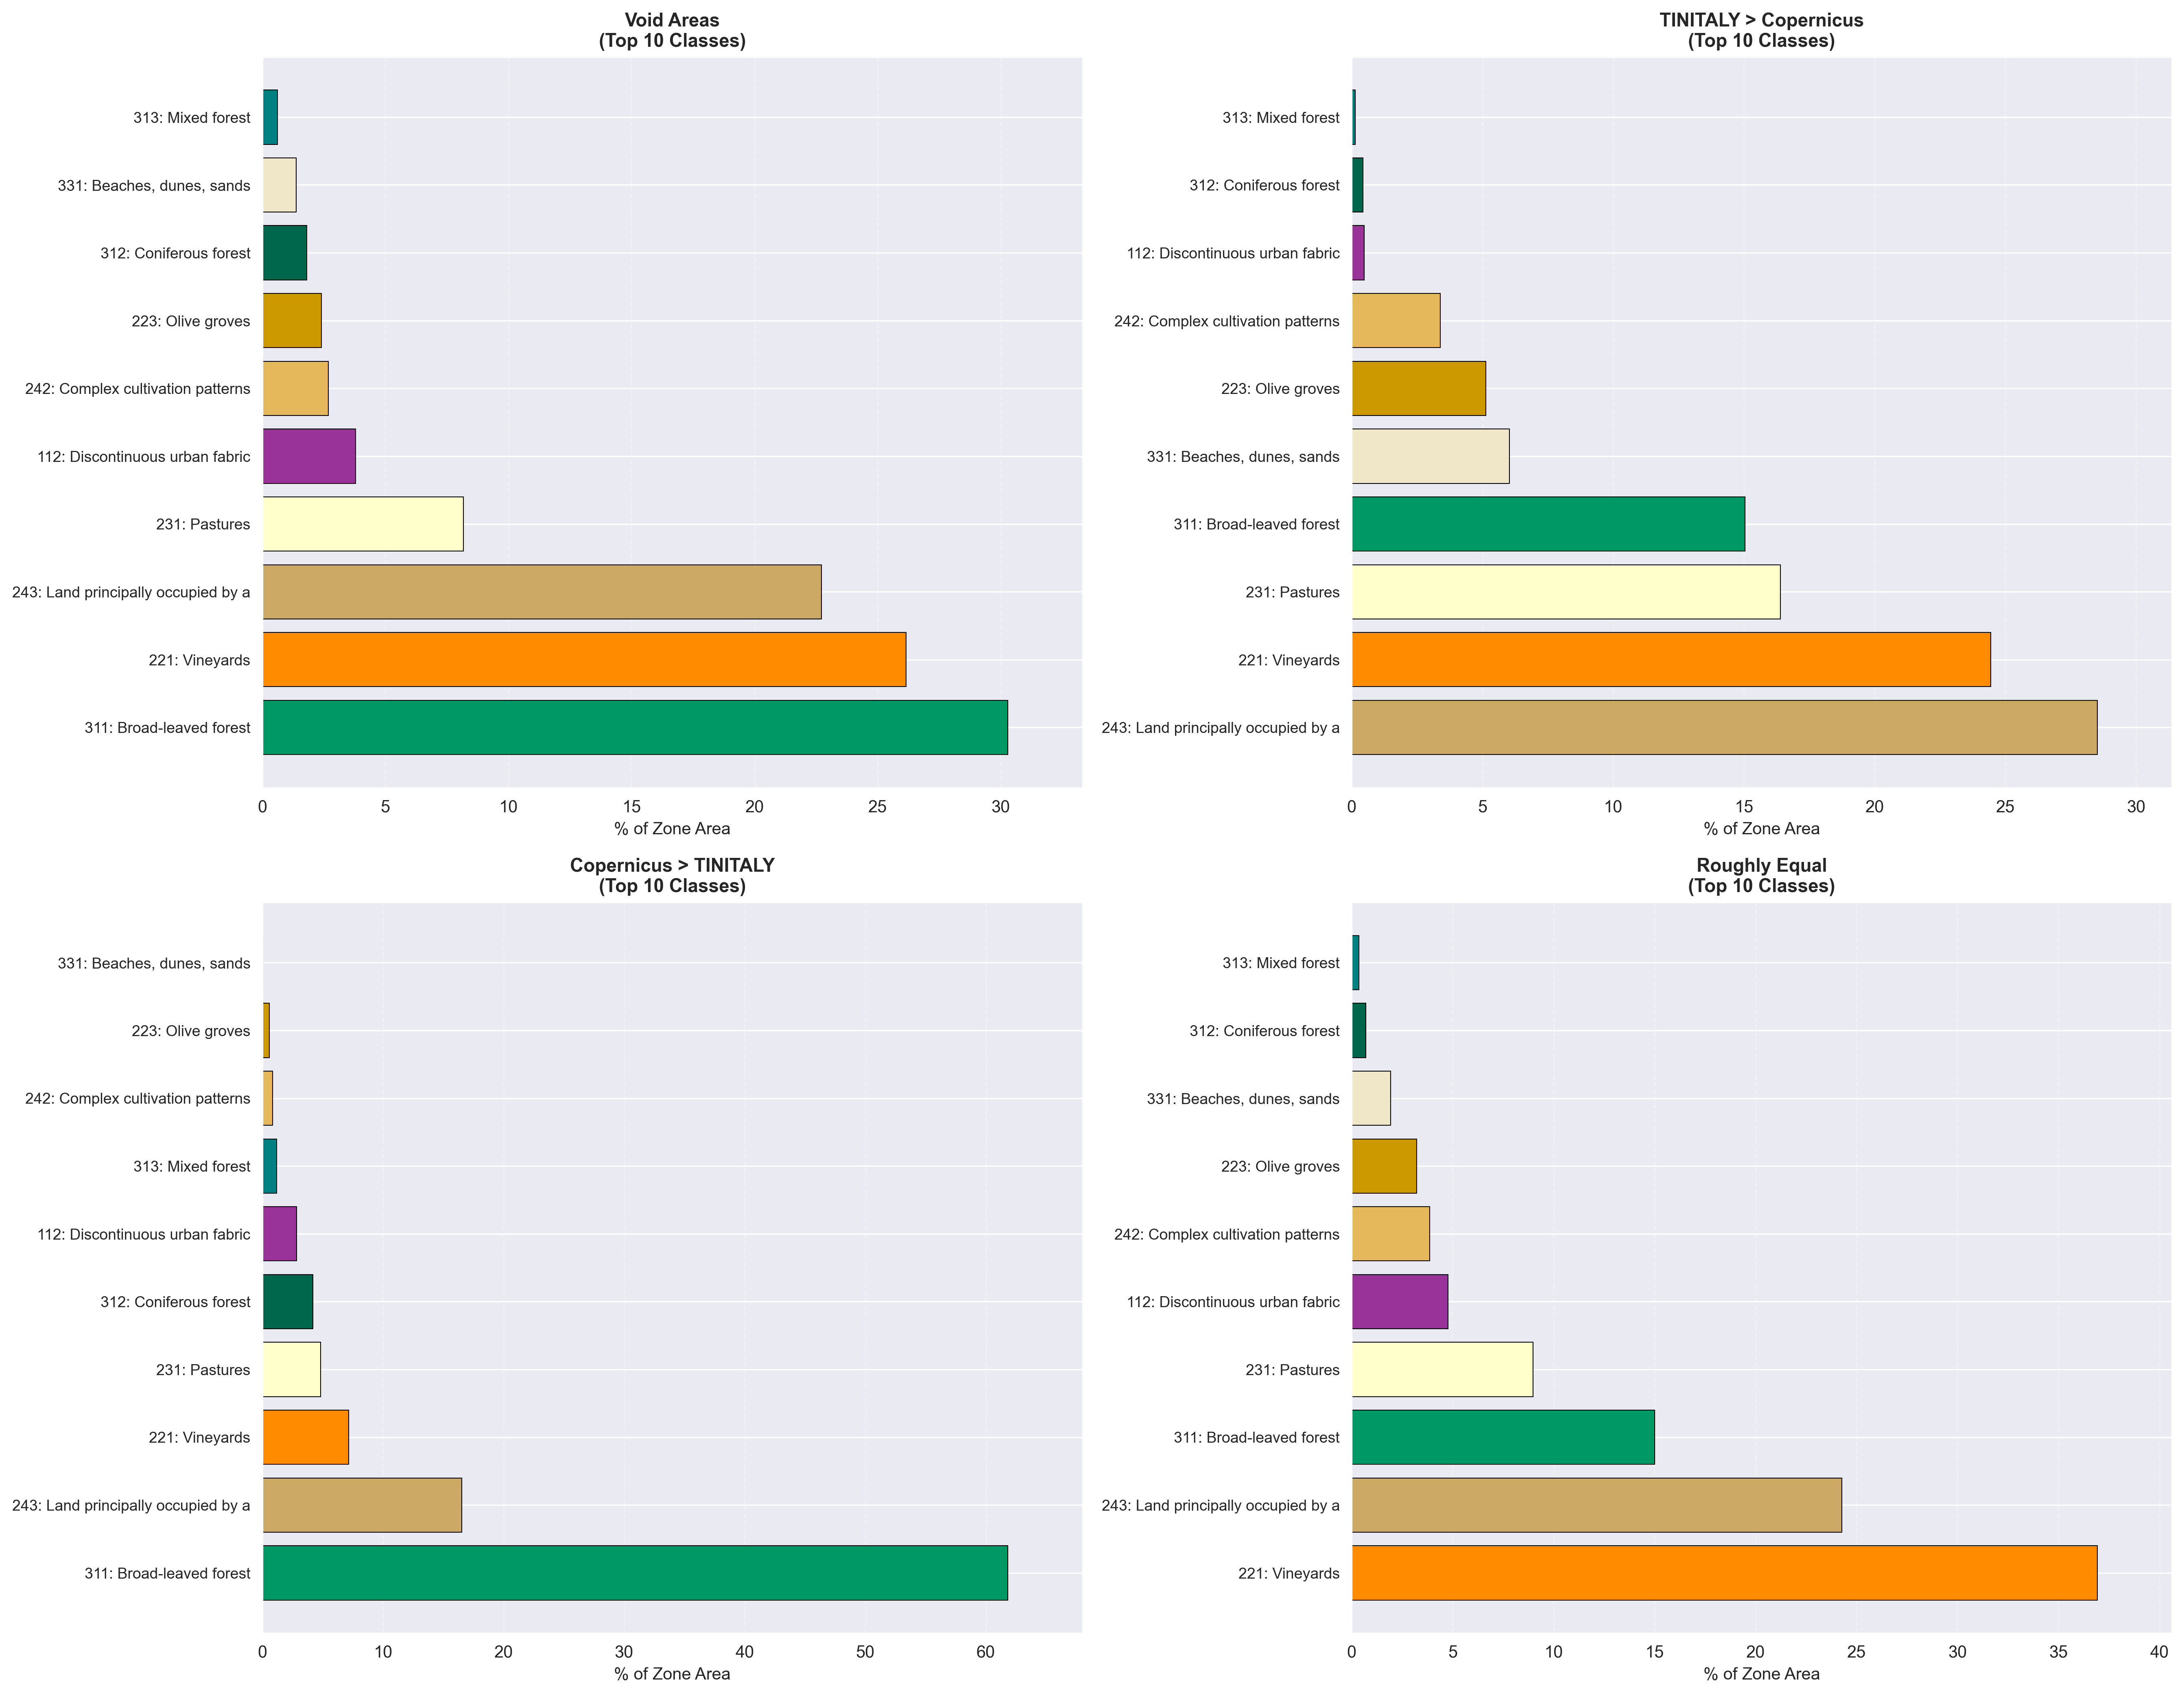 Void Areas
(Top 10 Classes)
313: Mixed forest
331: Beaches, dunes, sands
312: Coniferous forest
223: Olive groves
242: Complex cultivation patterns
112: Discontinuous urban fabric
231: Pastures
243: Land principally occupied by a
221: Vineyards
311: Broad-leaved forest
0 5 10 15 20 25 30
% of Zone Area
TINITALY > Copernicus
(Top 10 Classes)
313: Mixed forest
312: Coniferous forest
112: Discontinuous urban fabric
242: Complex cultivation patterns
223: Olive groves
331: Beaches, dunes, sands
311: Broad-leaved forest
231: Pastures
221: Vineyards
243: Land principally occupied by a
0 5 10 15 20 25 30
% of Zone Area
Copernicus > TINITALY
(Top 10 Classes)
331: Beaches, dunes, sands
223: Olive groves
242: Complex cultivation patterns
313: Mixed forest
112: Discontinuous urban fabric
312: Coniferous forest
231: Pastures
221: Vineyards
243: Land principally occupied by a
311: Broad-leaved forest
0 10 20 30 40 50 60
% of Zone Area
Roughly Equal
(Top 10 Classes)
313: Mixed forest
312: Coniferous forest
331: Beaches, dunes, sands
223: Olive groves
242: Complex cultivation patterns
112: Discontinuous urban fabric
231: Pastures
311: Broad-leaved forest
243: Land principally occupied by a
221: Vineyards
0 5 10 15 20 25 30 35 40
% of Zone Area